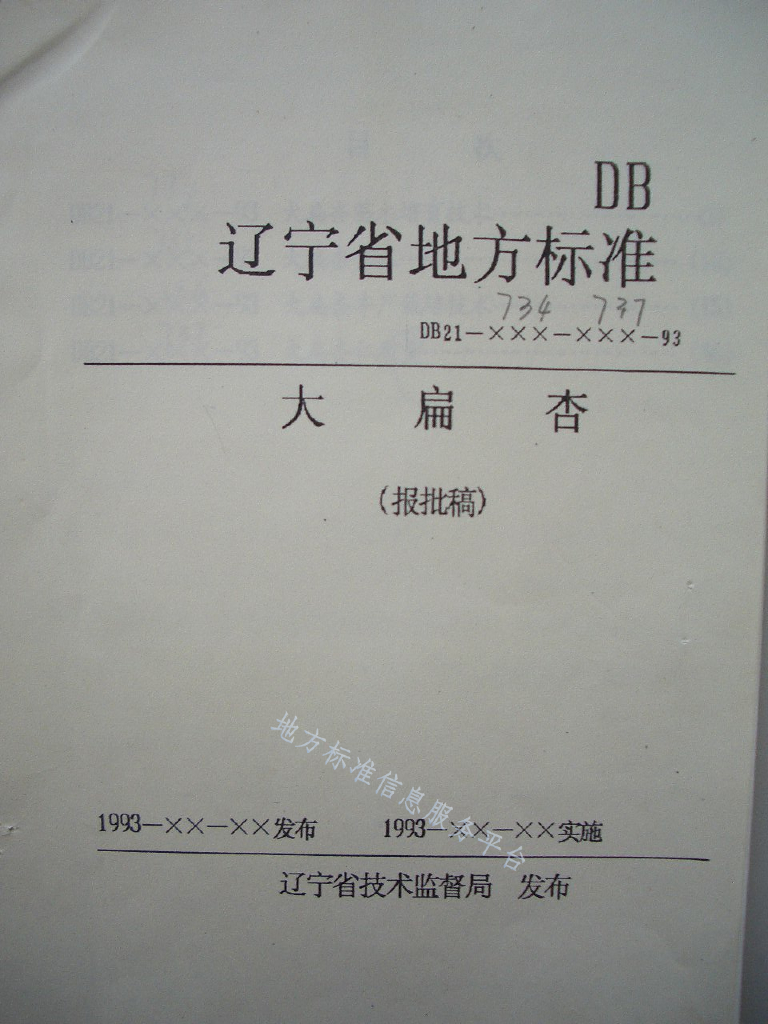 DB
辽宁省地方标准
734 737
DB21—×××—×××—93
大 扁 杏
(报批稿)
地方标准信息服务平台
1993—××—××发布 1993—××—××实施
辽宁省技术监督局 发布